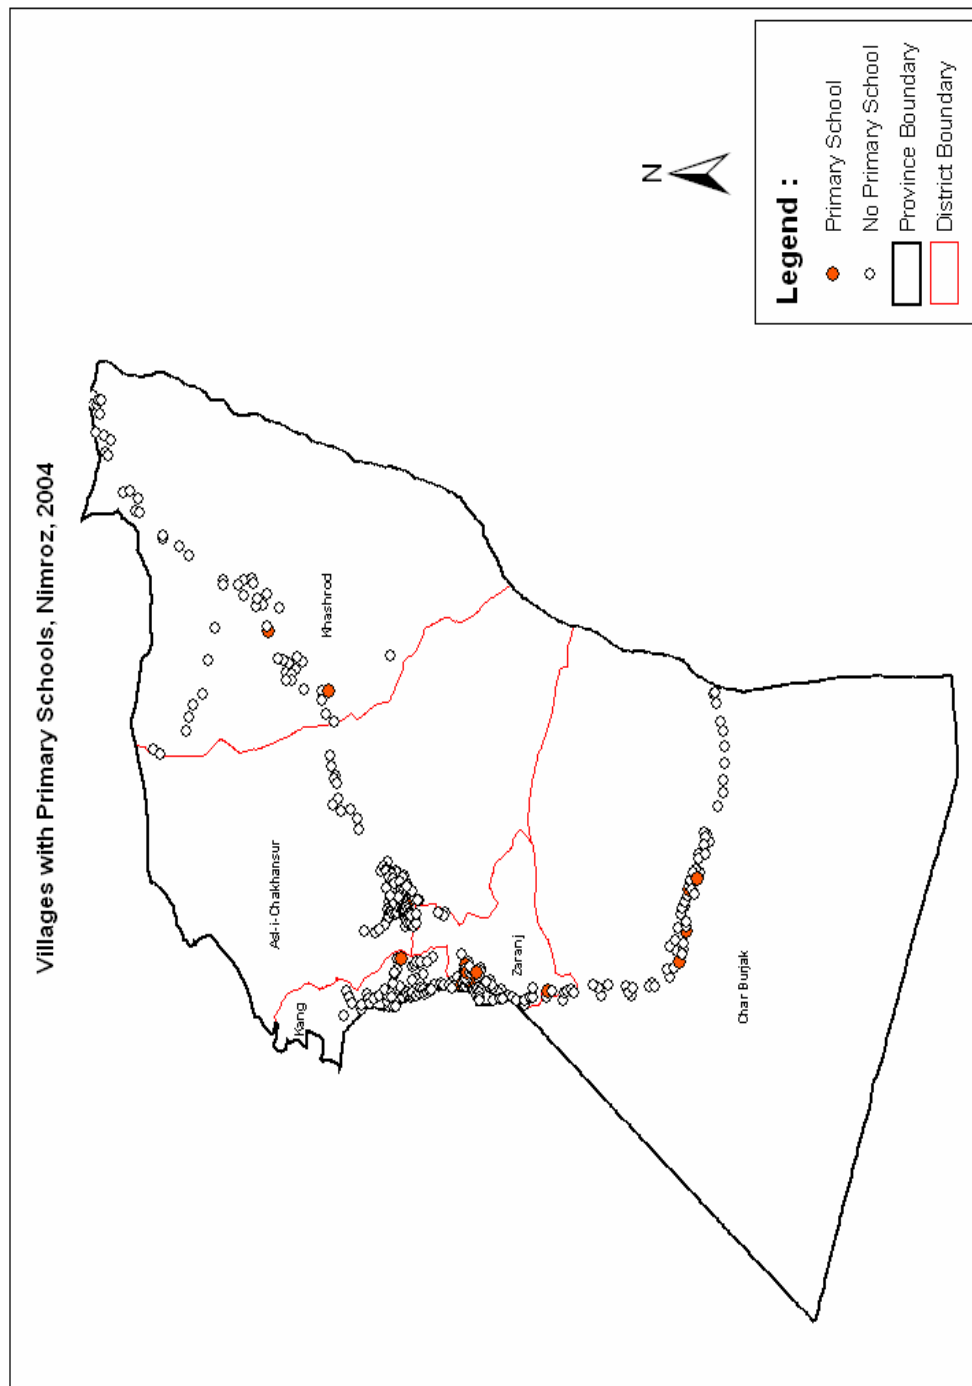 Villages with Primary Schools, Nimroz, 2004
Khashrod
Asl-i-Chakhansur
Kang
Zaranj
Char Burjak
N
Legend :
Primary School
No Primary School
Province Boundary
District Boundary